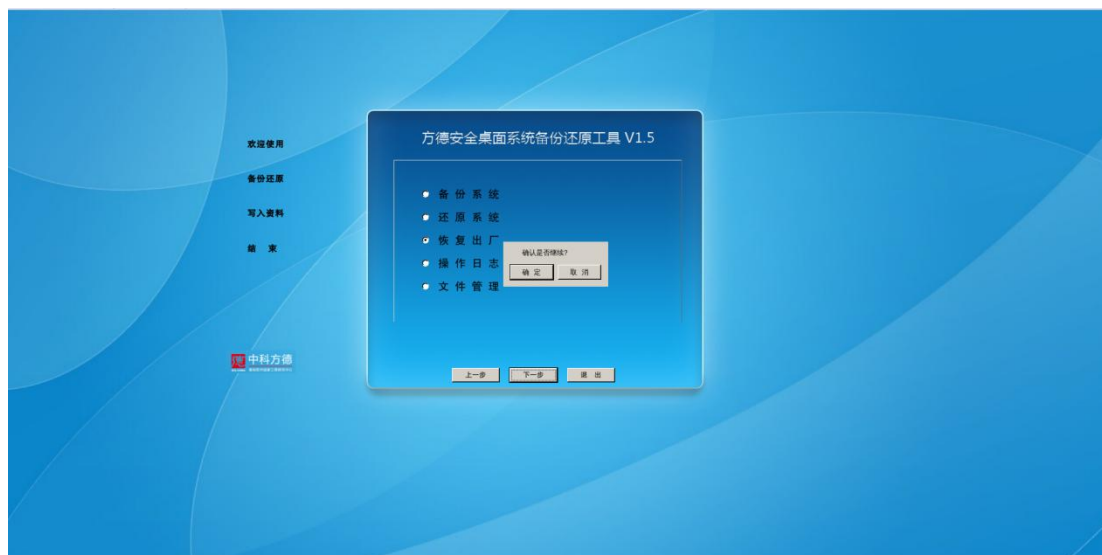 方德安全桌面系统备份还原工具 V1.5
欢迎使用
备份还原
写入资料
结 束
备 份 系 统
还 原 系 统
恢 复 出 厂
操 作 日 志
文 件 管 理
确认是否继续?
确 定
取 消
中科方德
上一步
下一步
退 出